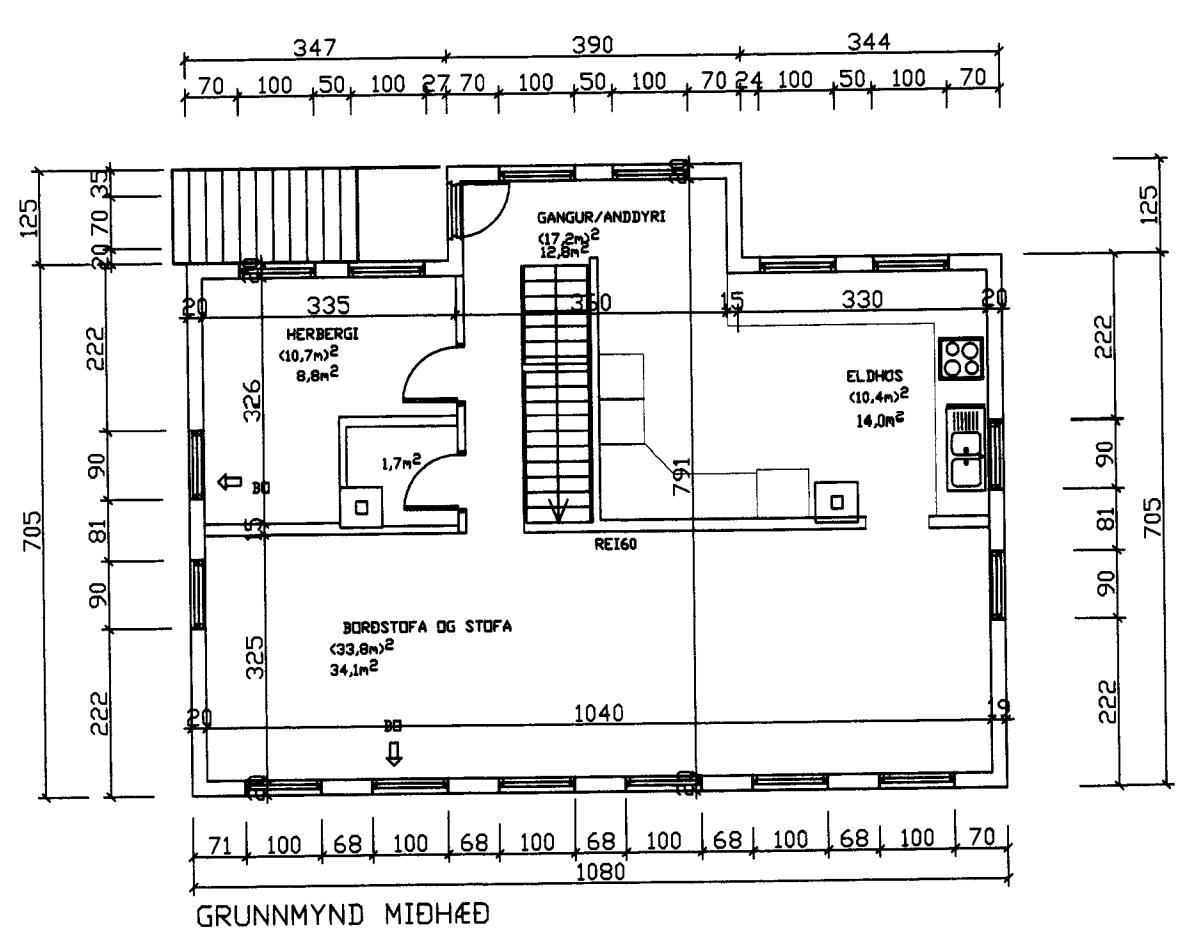 347 390 344
70 100 50 100 27 70 100 50 100 70 24 100 50 100 70
125
35
70
20
125
GANGUR/ANDDYRI
(17,2m)2
12,8m2
20 335 360 15 330 20
HERBERGI
(10,7m)2
8,8m2
222
326
222
ELDHÚS
(10,4m)2
14,0m2
1,7m2
90
BO
791
90
705
81
15
81
705
REI60
90
90
BORÐSTOFA OG STOFA
(33,8m)2
34,1m2
325
222
222
20 1040 19
BO
71 100 68 100 68 100 68 100 68 100 68 100 70
1080
GRUNNMYND MIÐHÆÐ